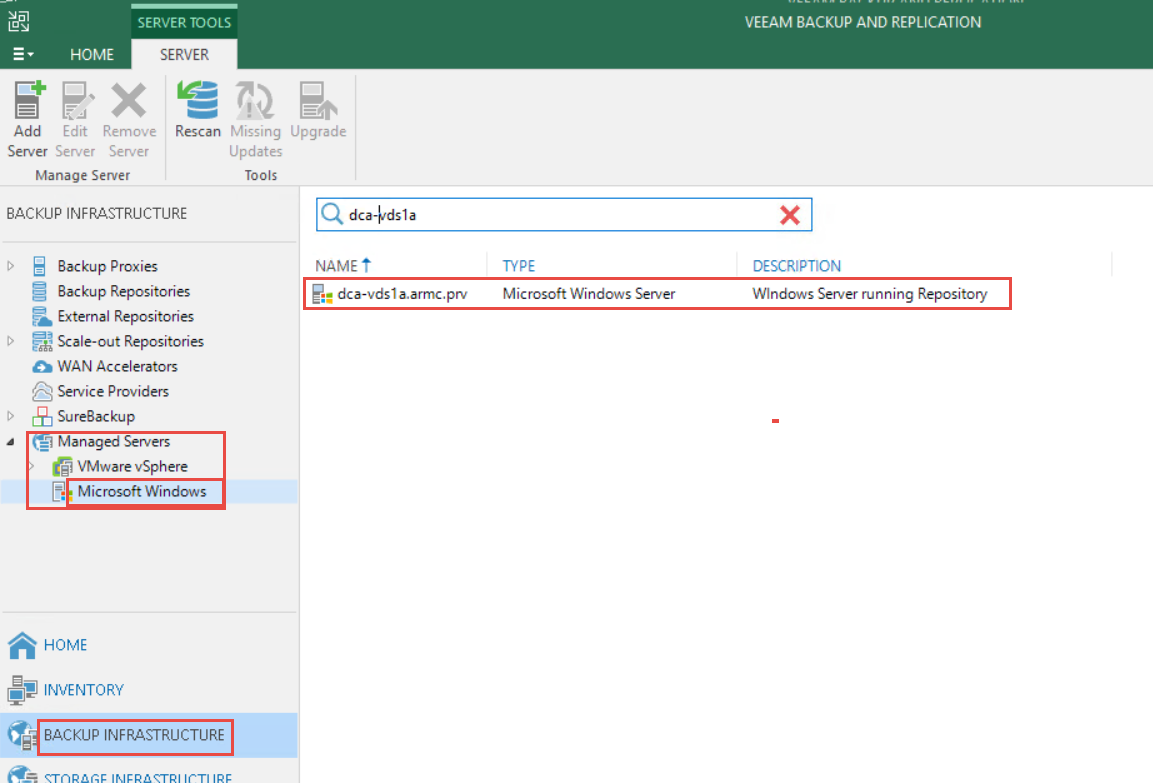 SERVER TOOLS
VEEAM BACKUP AND REPLICATION
HOME
SERVER
Add Server
Edit Server
Remove Server
Rescan
Missing Updates
Upgrade
Manage Server
Tools
BACKUP INFRASTRUCTURE
dca-vds1a
NAME TYPE DESCRIPTION
dca-vds1a.armc.prv Microsoft Windows Server WIndows Server running Repository
Backup Proxies
Backup Repositories
External Repositories
Scale-out Repositories
WAN Accelerators
Service Providers
SureBackup
Managed Servers
VMware vSphere
Microsoft Windows
HOME
INVENTORY
BACKUP INFRASTRUCTURE
STORAGE INFRASTRUCTURE